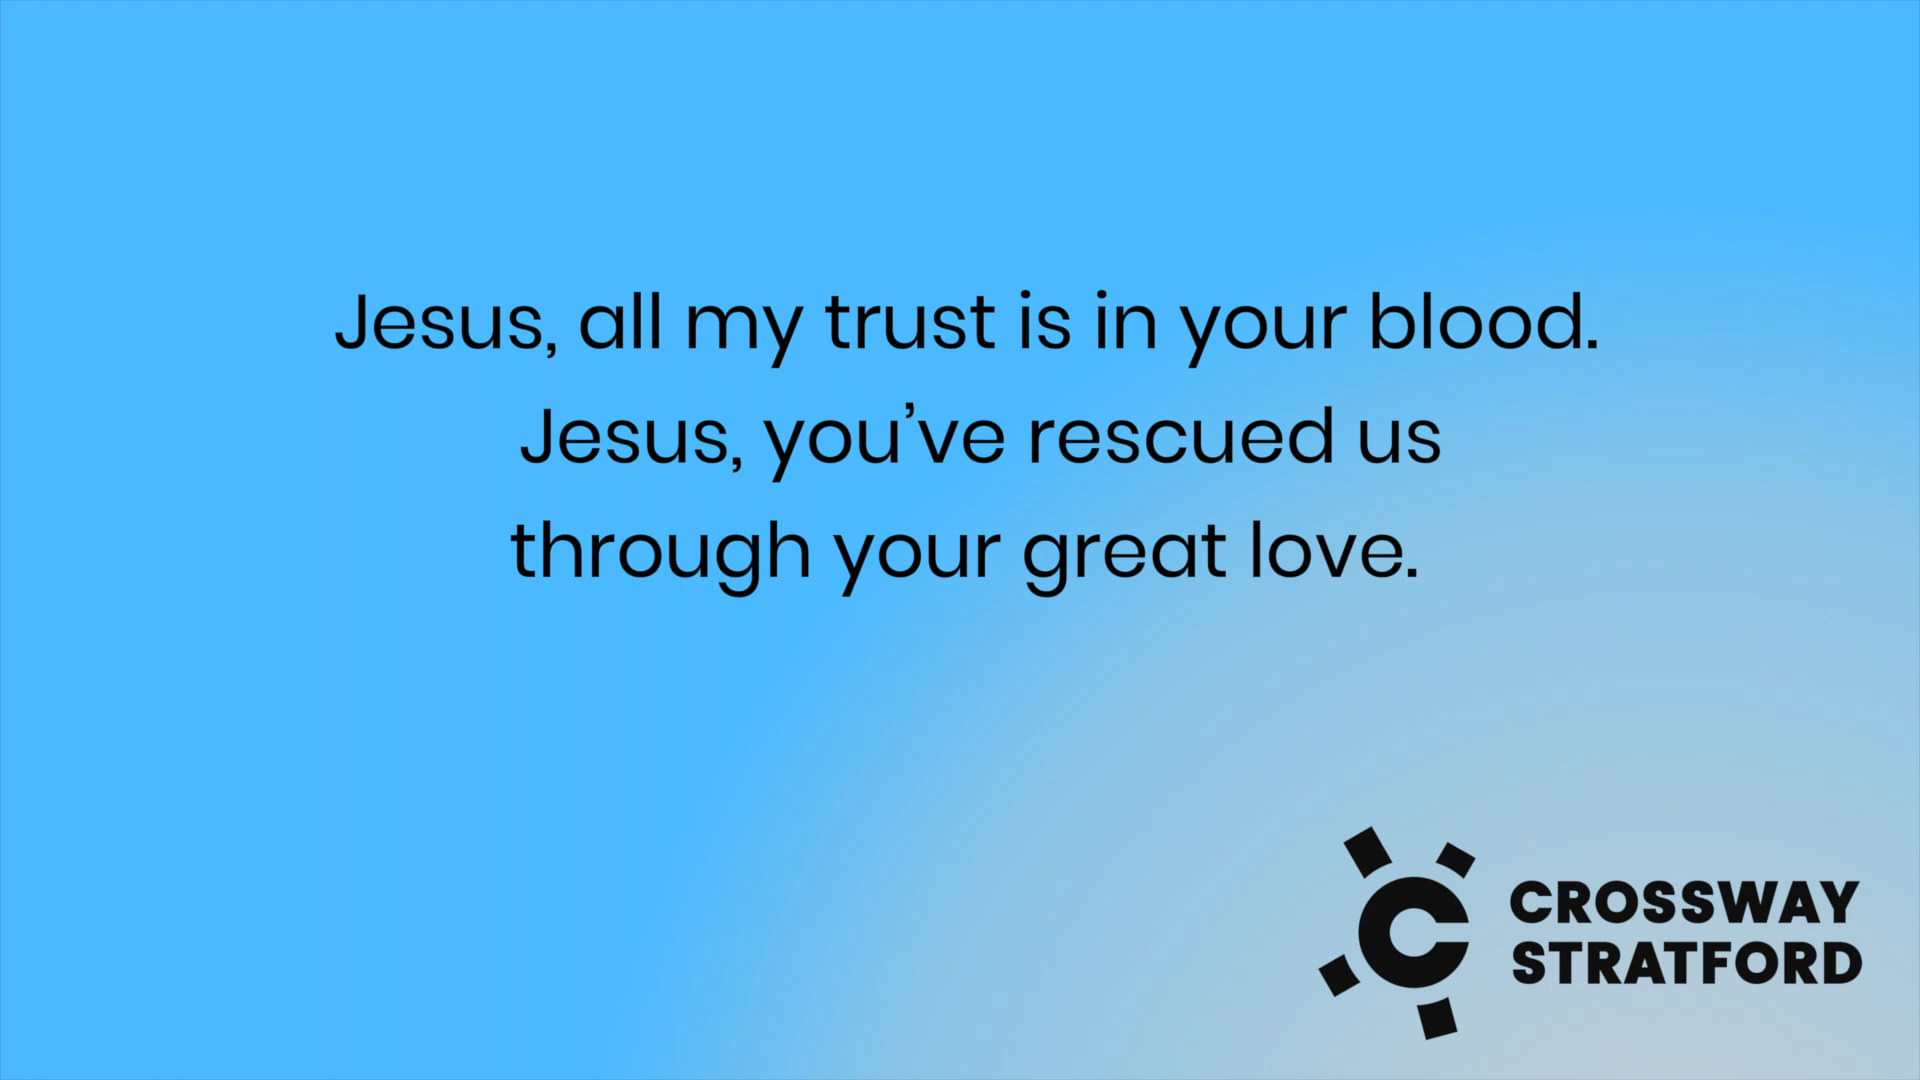 Jesus, all my trust is in your blood.
Jesus, you’ve rescued us
through your great love.
CROSSWAY
STRATFORD